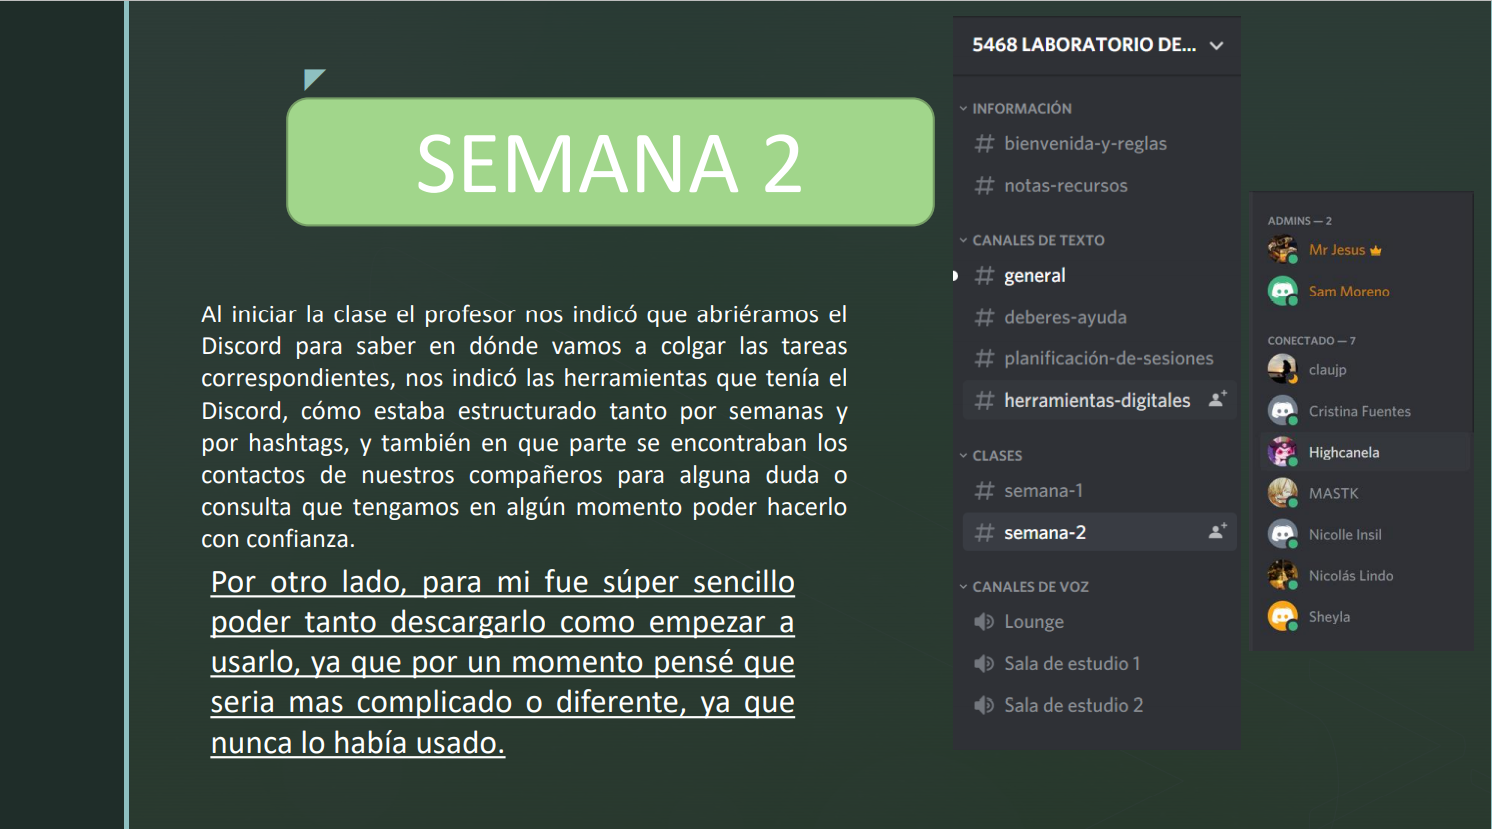 SEMANA 2
Al iniciar la clase el profesor nos indicó que abriéramos el
Discord para saber en dónde vamos a colgar las tareas
correspondientes, nos indicó las herramientas que tenía el
Discord, cómo estaba estructurado tanto por semanas y
por hashtags, y también en que parte se encontraban los
contactos de nuestros compañeros para alguna duda o
consulta que tengamos en algún momento poder hacerlo
con confianza.
Por otro lado, para mi fue súper sencillo
poder tanto descargarlo como empezar a
usarlo, ya que por un momento pensé que
seria mas complicado o diferente, ya que
nunca lo había usado.
5468 LABORATORIO DE...
INFORMACIÓN
# bienvenida-y-reglas
# notas-recursos
CANALES DE TEXTO
# general
# deberes-ayuda
# planificación-de-sesiones
# herramientas-digitales
CLASES
# semana-1
# semana-2
CANALES DE VOZ
Lounge
Sala de estudio 1
Sala de estudio 2
ADMINS — 2
Mr Jesus
Sam Moreno
CONECTADO — 7
claujp
Cristina Fuentes
Highcanela
MASTK
Nicolle Insil
Nicolás Lindo
Sheyla